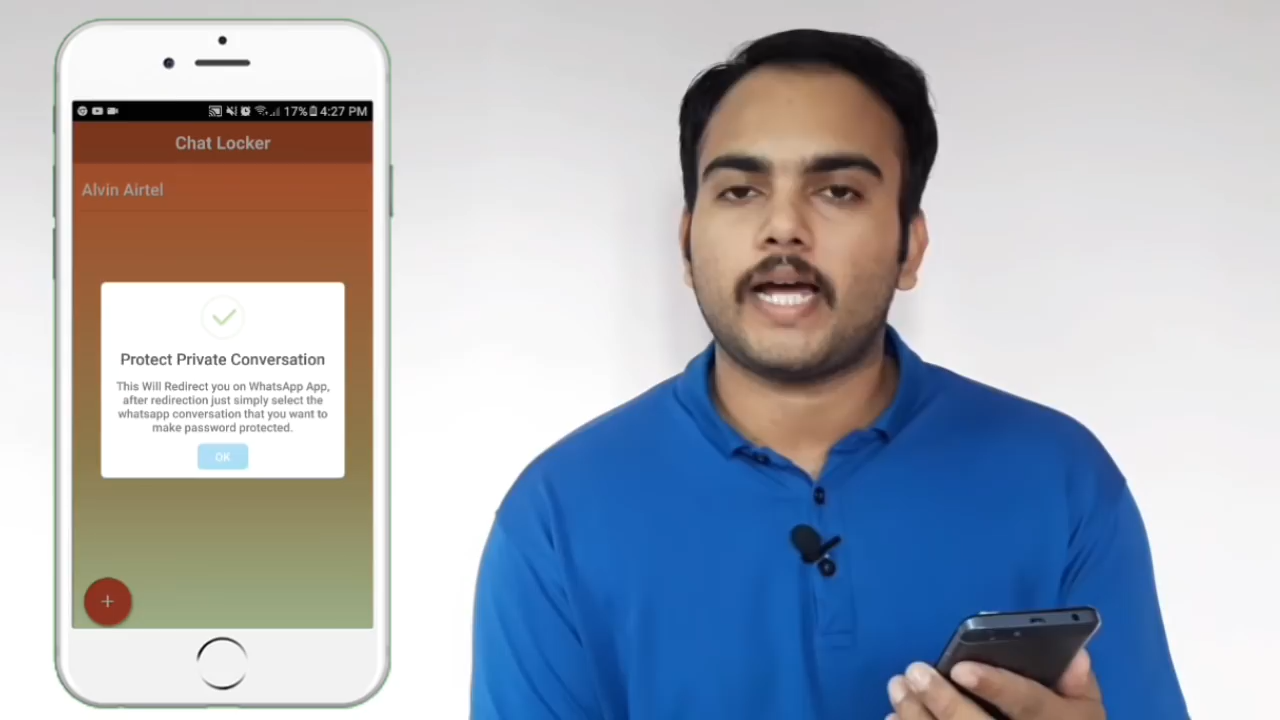 17% 4:27 PM
Chat Locker
Alvin Airtel
Protect Private Conversation
This Will Redirect you on WhatsApp App,
after redirection just simply select the
whatsapp conversation that you want to
make password protected.
OK
+